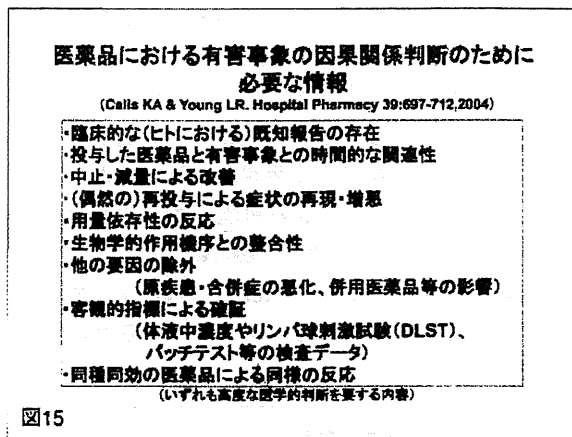 医薬品における有害事象の因果関係判断のために
必要な情報
(Calis KA & Young LR. Hospital Pharmacy 39:697-712,2004)
・臨床的な(ヒトにおける)既知報告の存在
・投与した医薬品と有害事象との時間的な関連性
・中止・減量による改善
・(偶然の)再投与による症状の再現・増悪
・用量依存性の反応
・生物学的作用機序との整合性
・他の要因の除外
(原疾患・合併症の悪化、併用医薬品等の影響)
・客観的指標による確証
(体液中濃度やリンパ球刺激試験(DLST)、
パッチテスト等の検査データ)
・同種同効の医薬品による同様の反応
(いずれも高度な医学的判断を要する内容)
図15